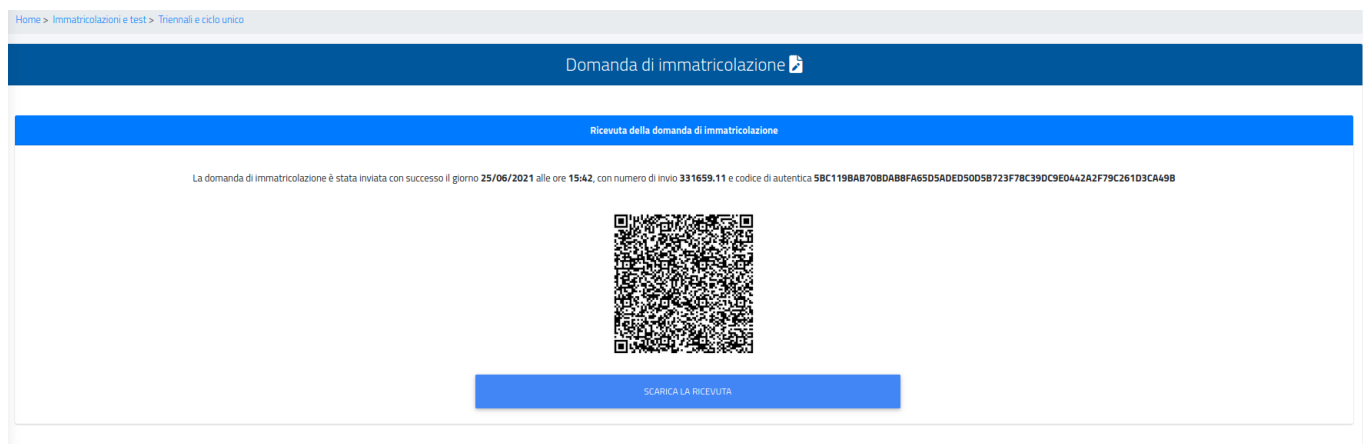 Home > Immatricolazioni e test > Triennali e ciclo unico
Domanda di immatricolazione
Ricevuta della domanda di immatricolazione
La domanda di immatricolazione è stata inviata con successo il giorno 25/06/2021 alle ore 15:42, con numero di invio 331659.11 e codice di autentica 5BC119BAB70BDAB8FA65D5ADED50D5B723F78C39DC9E0442A2F79C261D3CA49B
SCARICA LA RICEVUTA